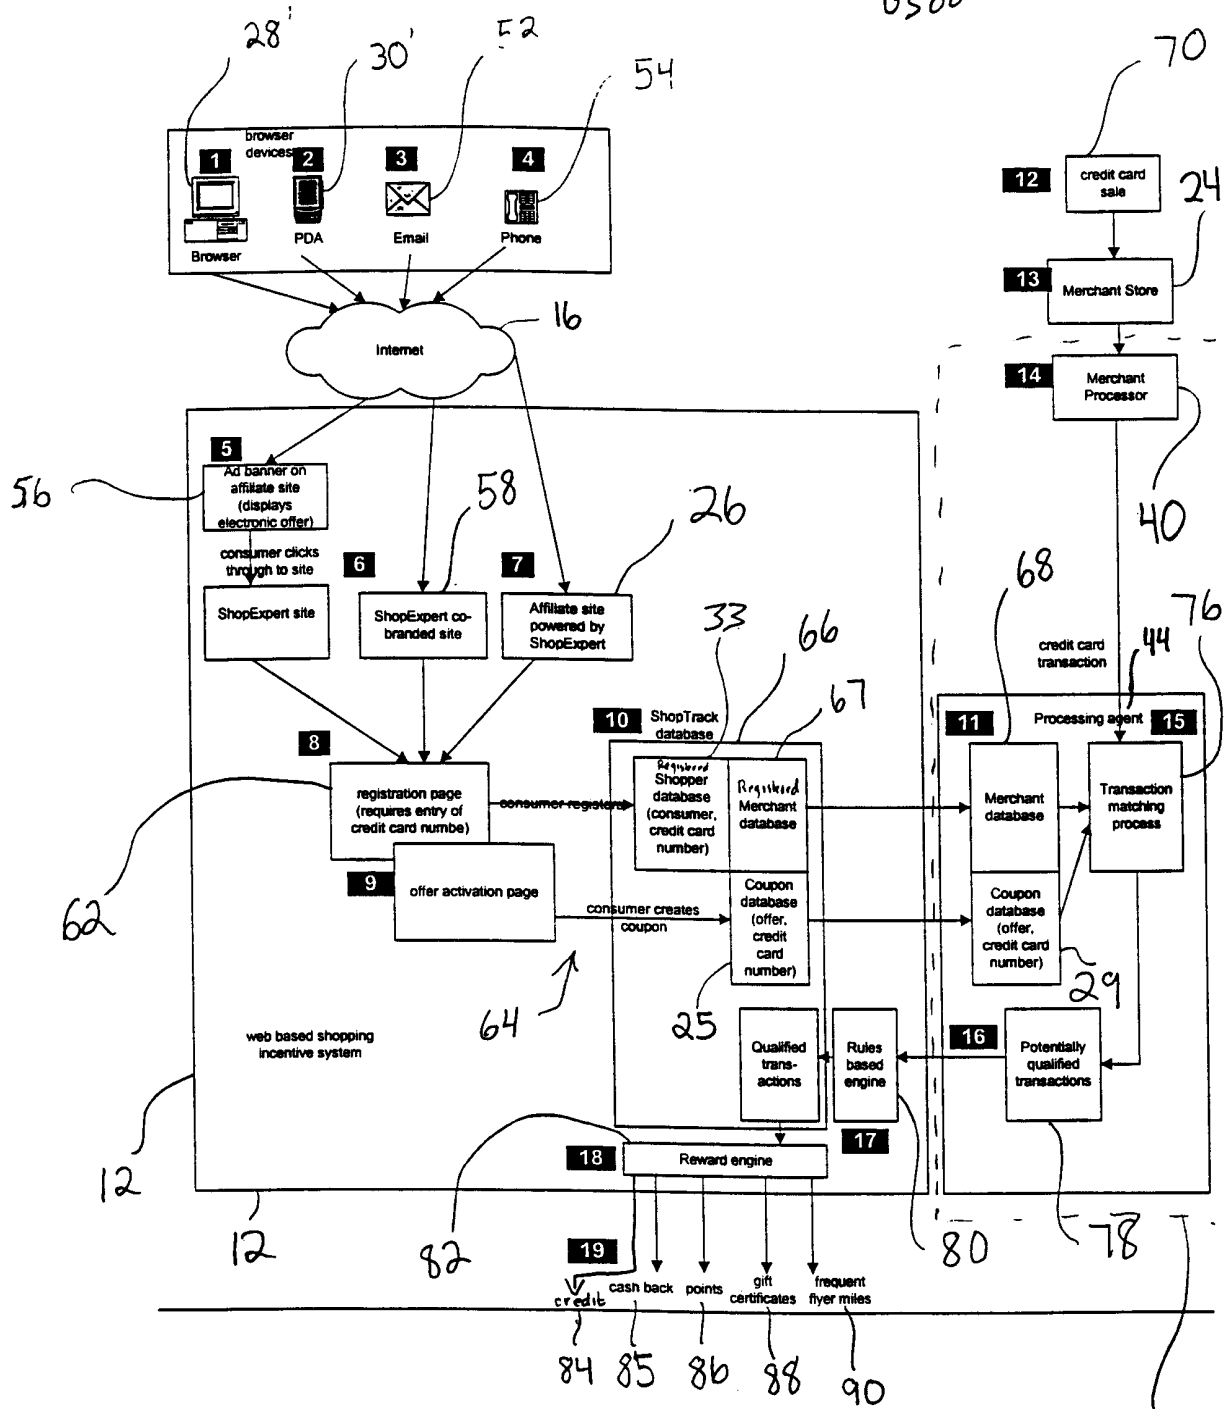 28'
30'
52
54
70
browser
devices
1
2
3
4
Browser
PDA
Email
Phone
12
credit card
sale
24
13
Merchant Store
16
Internet
14
Merchant
Processor
40
5
Ad banner on
affiliate site
(displays
electronic offer)
56
consumer clicks
through to site
ShopExpert site
6
58
ShopExpert co-
branded site
7
26
Affiliate site
powered by
ShopExpert
33
66
67
68
76
credit card
transaction
44
10
ShopTrack
database
11
Processing agent
15
8
registration page
(requires entry of
credit card numbe)
consumer registers
Registered
Shopper
database
(consumer,
credit card
number)
Registered
Merchant
database
Merchant
database
Transaction
matching
process
9
offer activation page
62
consumer creates
coupon
Coupon
database
(offer,
credit
card
number)
Coupon
database
(offer,
credit card
number)
64
25
29
web based shopping
incentive system
Qualified
trans-
actions
Rules
based
engine
16
Potentially
qualified
transactions
17
18
Reward engine
12
12
82
80
78
19
credit
cash back
points
gift
certificates
frequent
flyer miles
84
85
86
88
90